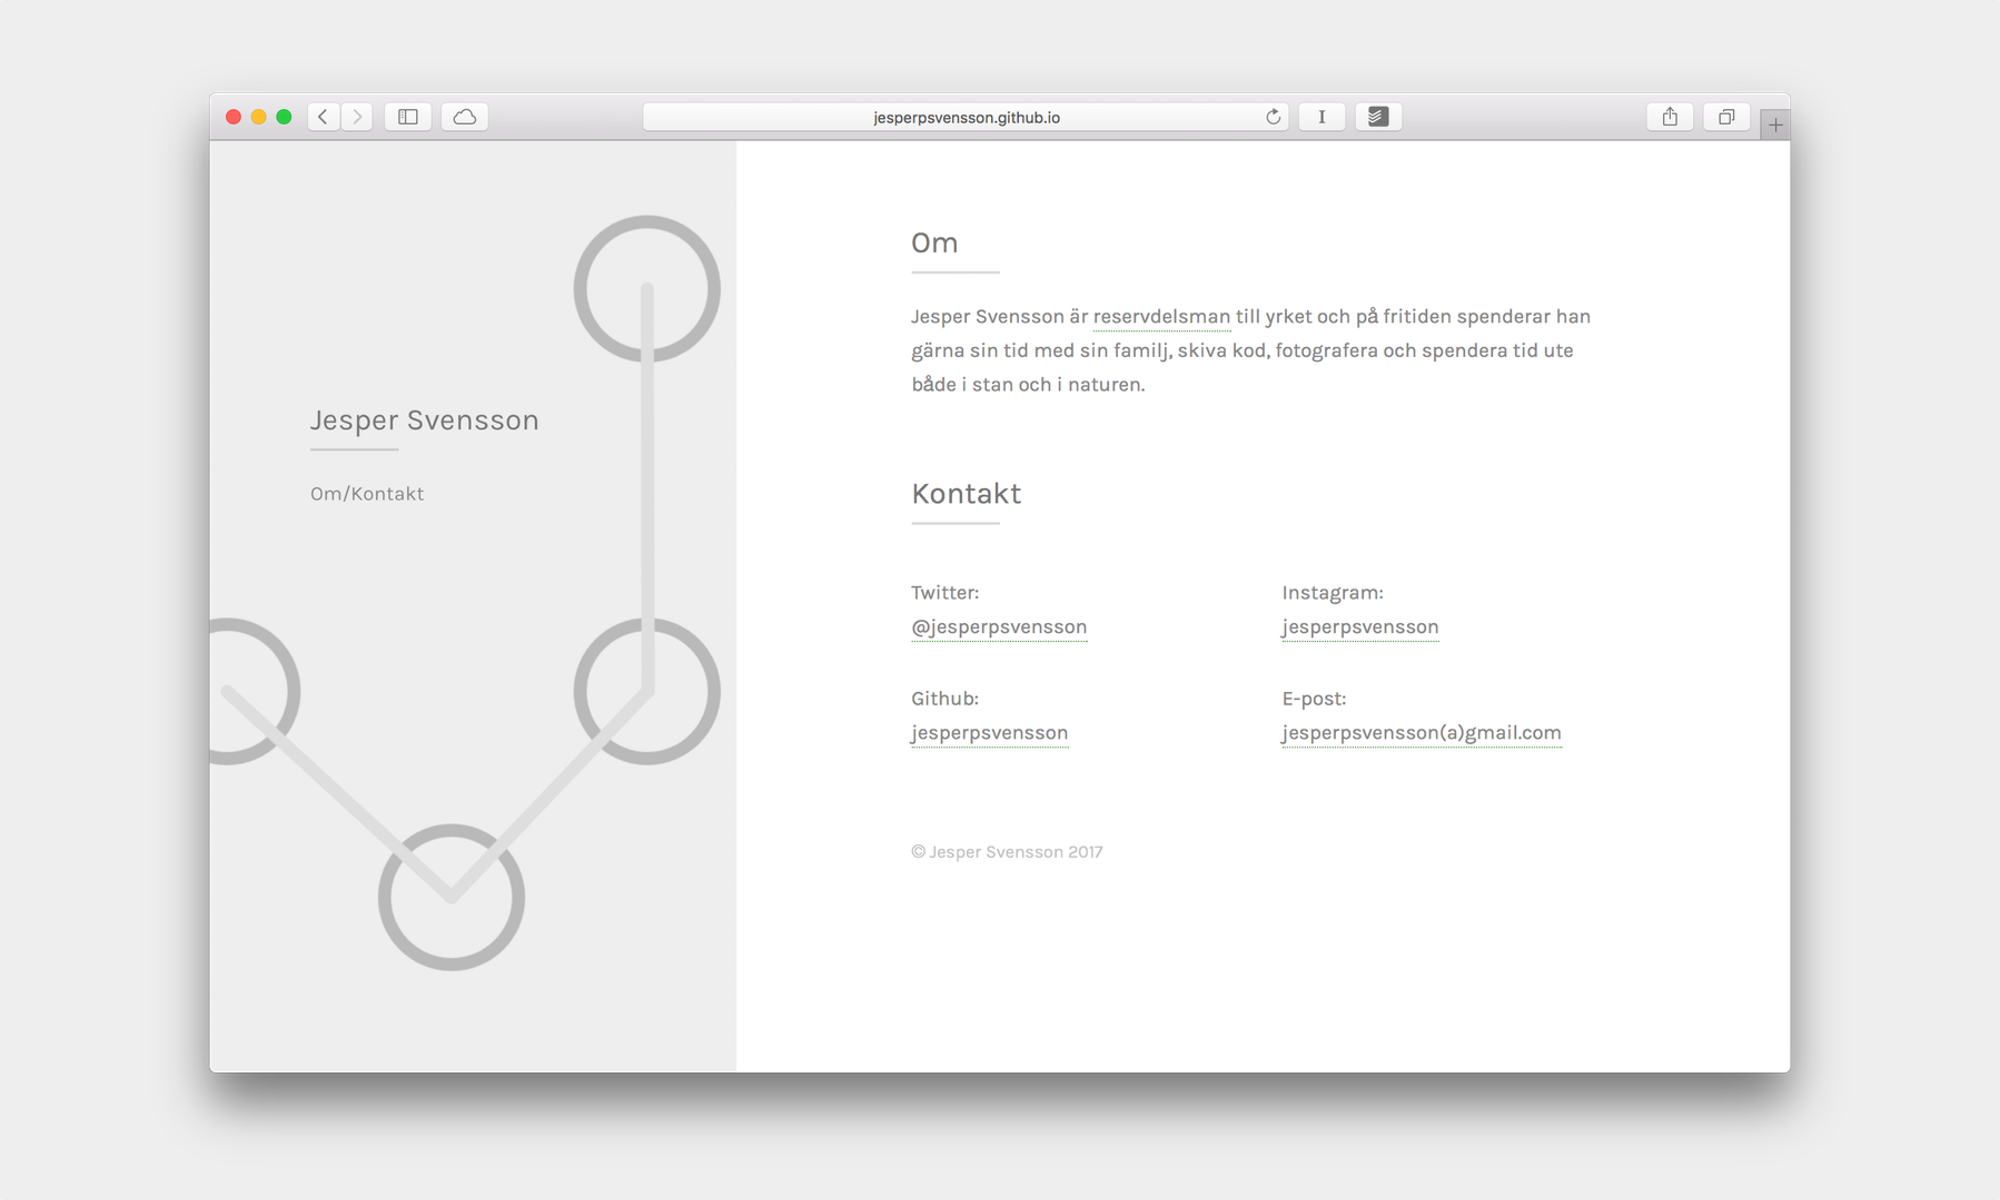 jesperpsvensson.github.io
Jesper Svensson
Om/Kontakt
Om
Jesper Svensson är reservdelsman till yrket och på fritiden spenderar han
gärna sin tid med sin familj, skiva kod, fotografera och spendera tid ute
både i stan och i naturen.
Kontakt
Twitter:
@jesperpsvensson
Instagram:
jesperpsvensson
Github:
jesperpsvensson
E-post:
jesperpsvensson(a)gmail.com
© Jesper Svensson 2017